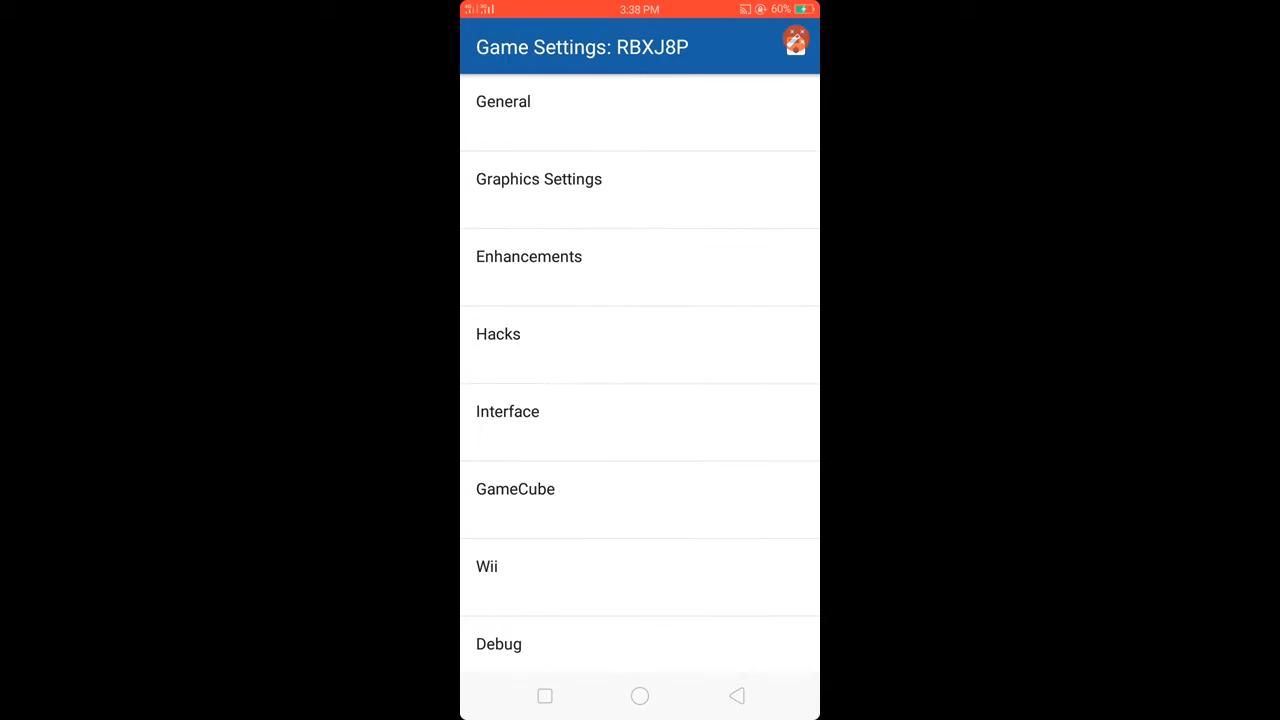 3:38 PM
60%
Game Settings: RBXJ8P
General
Graphics Settings
Enhancements
Hacks
Interface
GameCube
Wii
Debug